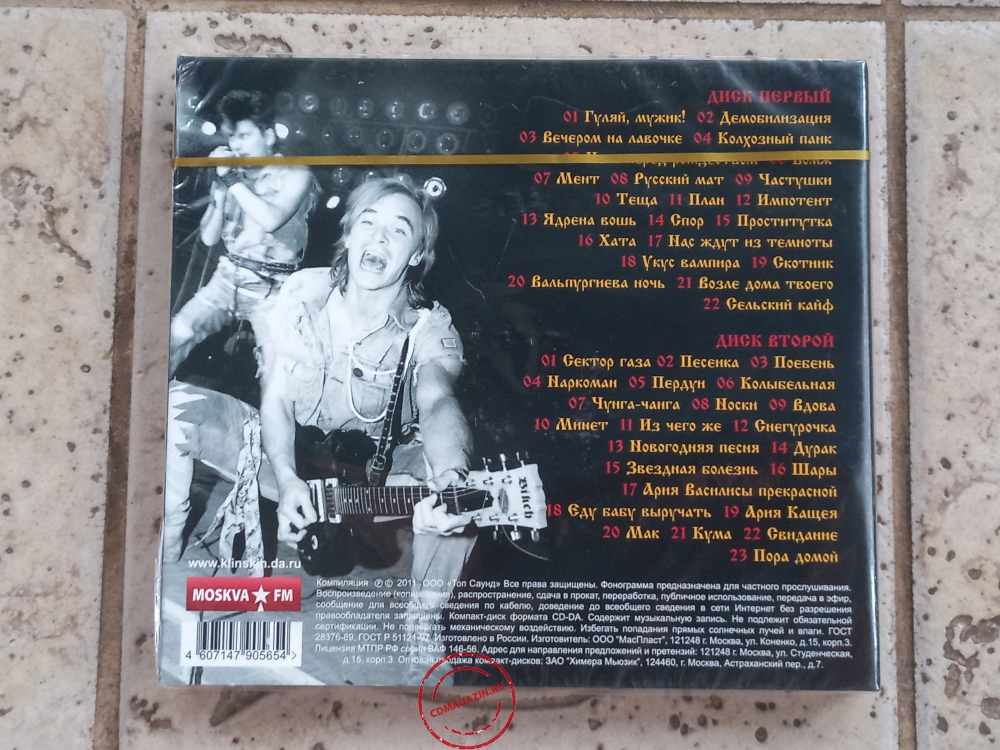 ДИСК ПЕРВЫЙ
01 Гуляй, мужик! 02 Демобилизация
03 Вечером на лавочке 04 Колхозный панк
07 Мент 08 Русский мат 09 Частушки
10 Теща 11 План 12 Импотент
13 Ядрена вошь 14 Спор 15 Проститутка
16 Хата 17 Нас ждут из темноты
18 Укус вампира 19 Скотник
20 Вальпургиева ночь 21 Возле дома твоего
22 Сельский кайф
ДИСК ВТОРОЙ
01 Сектор газа 02 Песенка 03 Поебень
04 Наркоман 05 Пердун 06 Колыбельная
07 Чунга-чанга 08 Носки 09 Вдова
10 Минет 11 Из чего же 12 Снегурочка
13 Новогодняя песня 14 Дурак
15 Звездная болезнь 16 Шары
17 Ария Василисы прекрасной
18 Еду бабу выручать 19 Ария Кащея
20 Мак 21 Кума 22 Свидание
23 Пора домой
www.klinskih.da.ru
MOSKVA FM
4 607147 905654 >
Компиляция ℗ © 2011, ООО «Топ Саунд» Все права защищены. Фонограмма предназначена для частного прослушивания.
Воспроизведение (копирование), распространение, сдача в прокат, переработка, публичное использование, передача в эфир,
сообщение для всеобщего сведения по кабелю, доведение до всеобщего сведения в сети Интернет без разрешения
правообладателя запрещены. Компакт-диск формата CD-DA. Содержит музыкальную запись. Не подлежит обязательной
сертификации. Не подвергать механическому воздействию. Избегать попадания прямых солнечных лучей и влаги. ГОСТ
28376-89, ГОСТ Р 51121-97. Изготовлено в России. Изготовитель: ООО "МасПласт", 121248 г. Москва, ул. Коненко, д.15, корп.3.
Лицензия МТПР РФ серии ВАФ 146-56. Адрес для направления предложений и претензий: 121248 г. Москва, ул. Студенческая,
д.15. корп.3. Оптовая продажа компакт-дисков: ЗАО "Химера Мьюзик", 124460, г. Москва, Астраханский пер., д.7.
CDMAGAZIN.RU